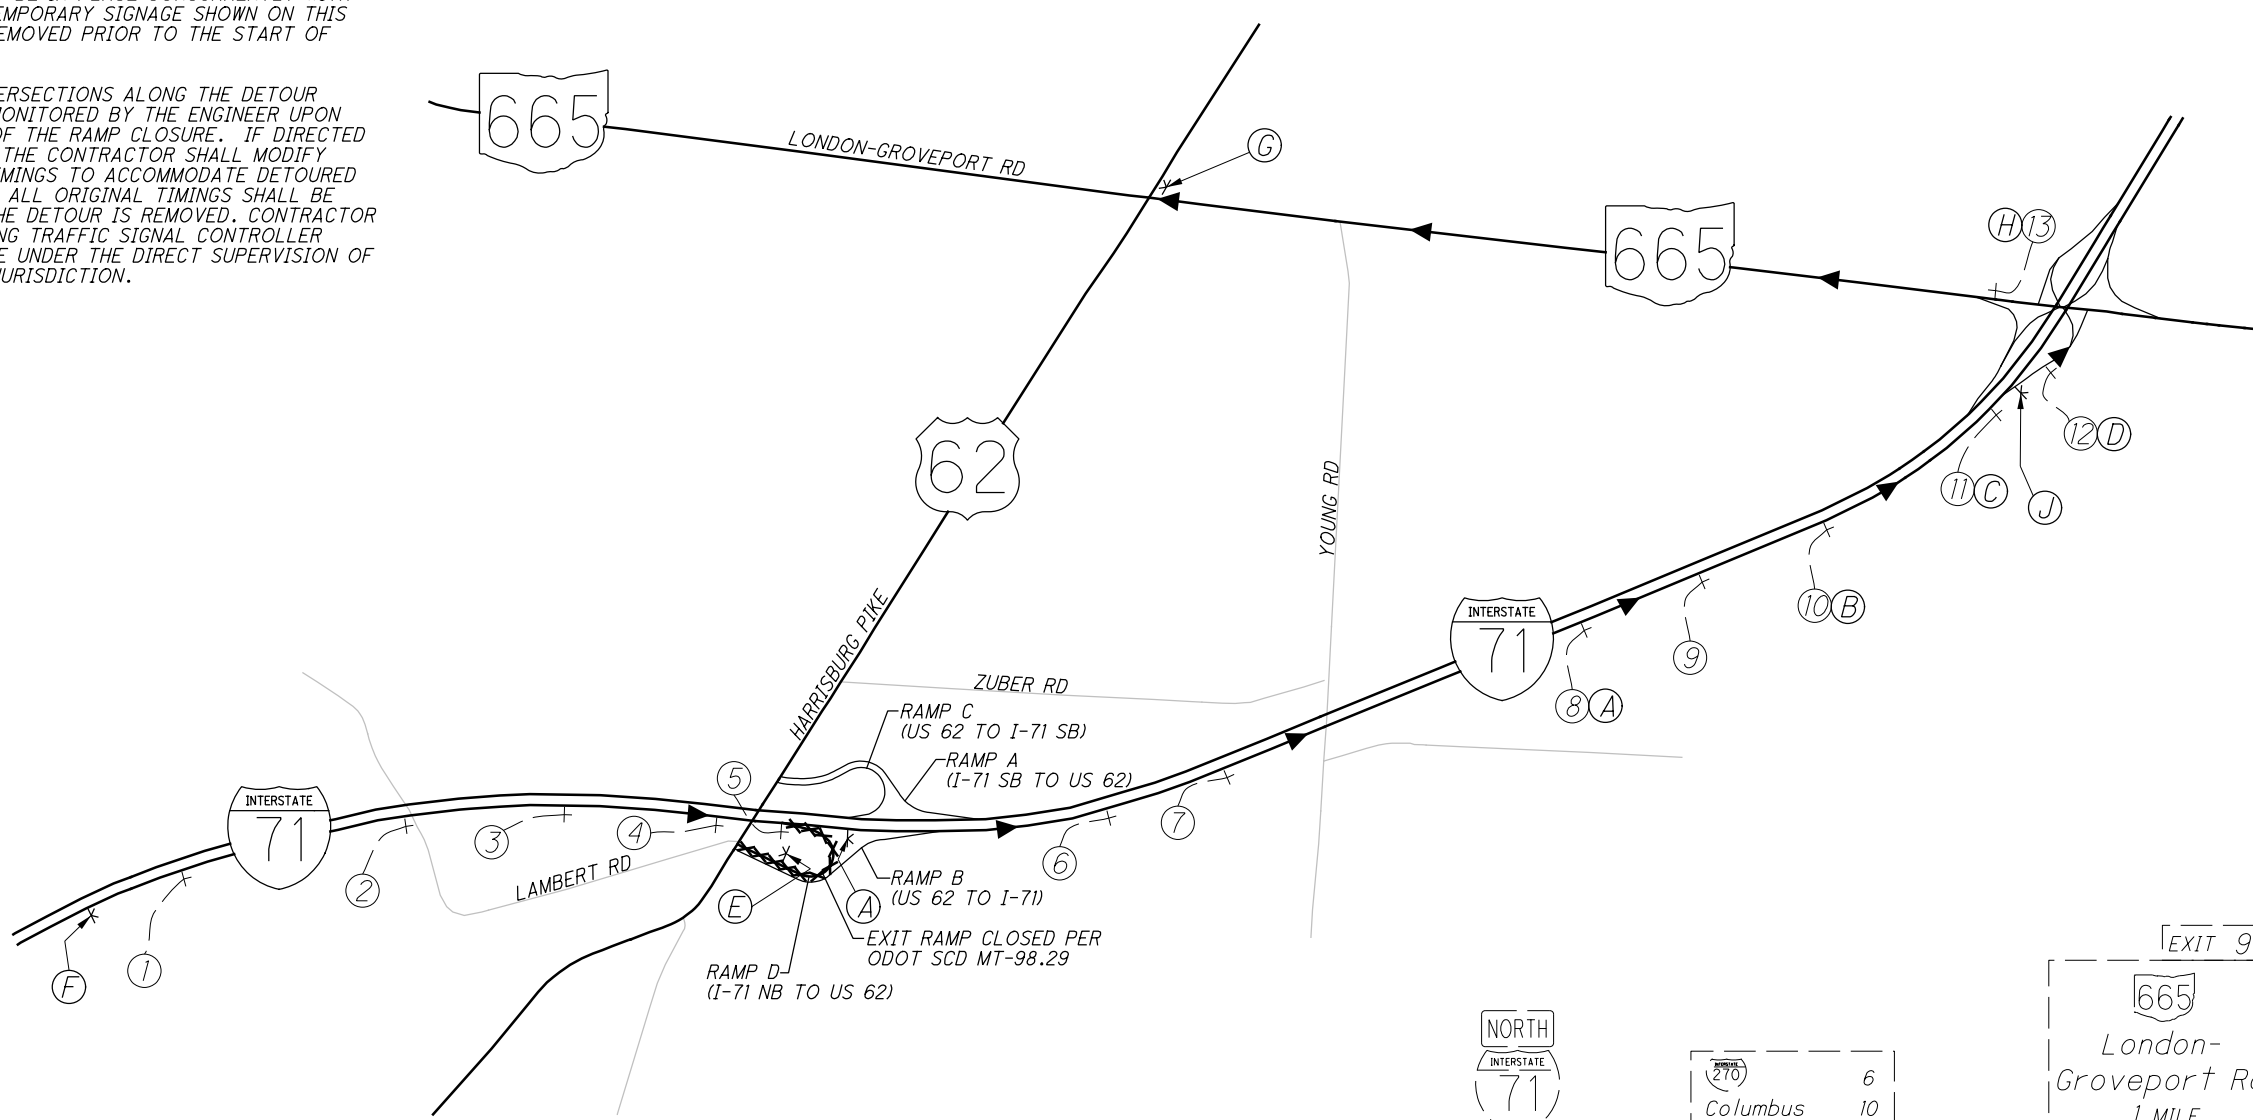 EMPORARY SIGNAGE SHOWN ON THIS
EMOVED PRIOR TO THE START OF
ERSECTIONS ALONG THE DETOUR
MONITORED BY THE ENGINEER UPON
OF THE RAMP CLOSURE. IF DIRECTED
THE CONTRACTOR SHALL MODIFY
IMINGS TO ACCOMMODATE DETOURED
ALL ORIGINAL TIMINGS SHALL BE
HE DETOUR IS REMOVED. CONTRACTOR
NG TRAFFIC SIGNAL CONTROLLER
E UNDER THE DIRECT SUPERVISION OF
JURISDICTION.
665
LONDON-GROVEPORT RD
G
665
H 13
62
YOUNG RD
12 D
11 C
J
HARRISBURG PIKE
INTERSTATE
71
10 B
9
8 A
ZUBER RD
RAMP C
(US 62 TO I-71 SB)
RAMP A
(I-71 SB TO US 62)
5
INTERSTATE
71
3
4
7
6
2
LAMBERT RD
RAMP B
(US 62 TO I-71)
E
A
EXIT RAMP CLOSED PER
ODOT SCD MT-98.29
RAMP D
(I-71 NB TO US 62)
1
F
EXIT 9
665
London-
Groveport R
1 MILE
NORTH
INTERSTATE
71
INTERSTATE
270 6
Columbus 10